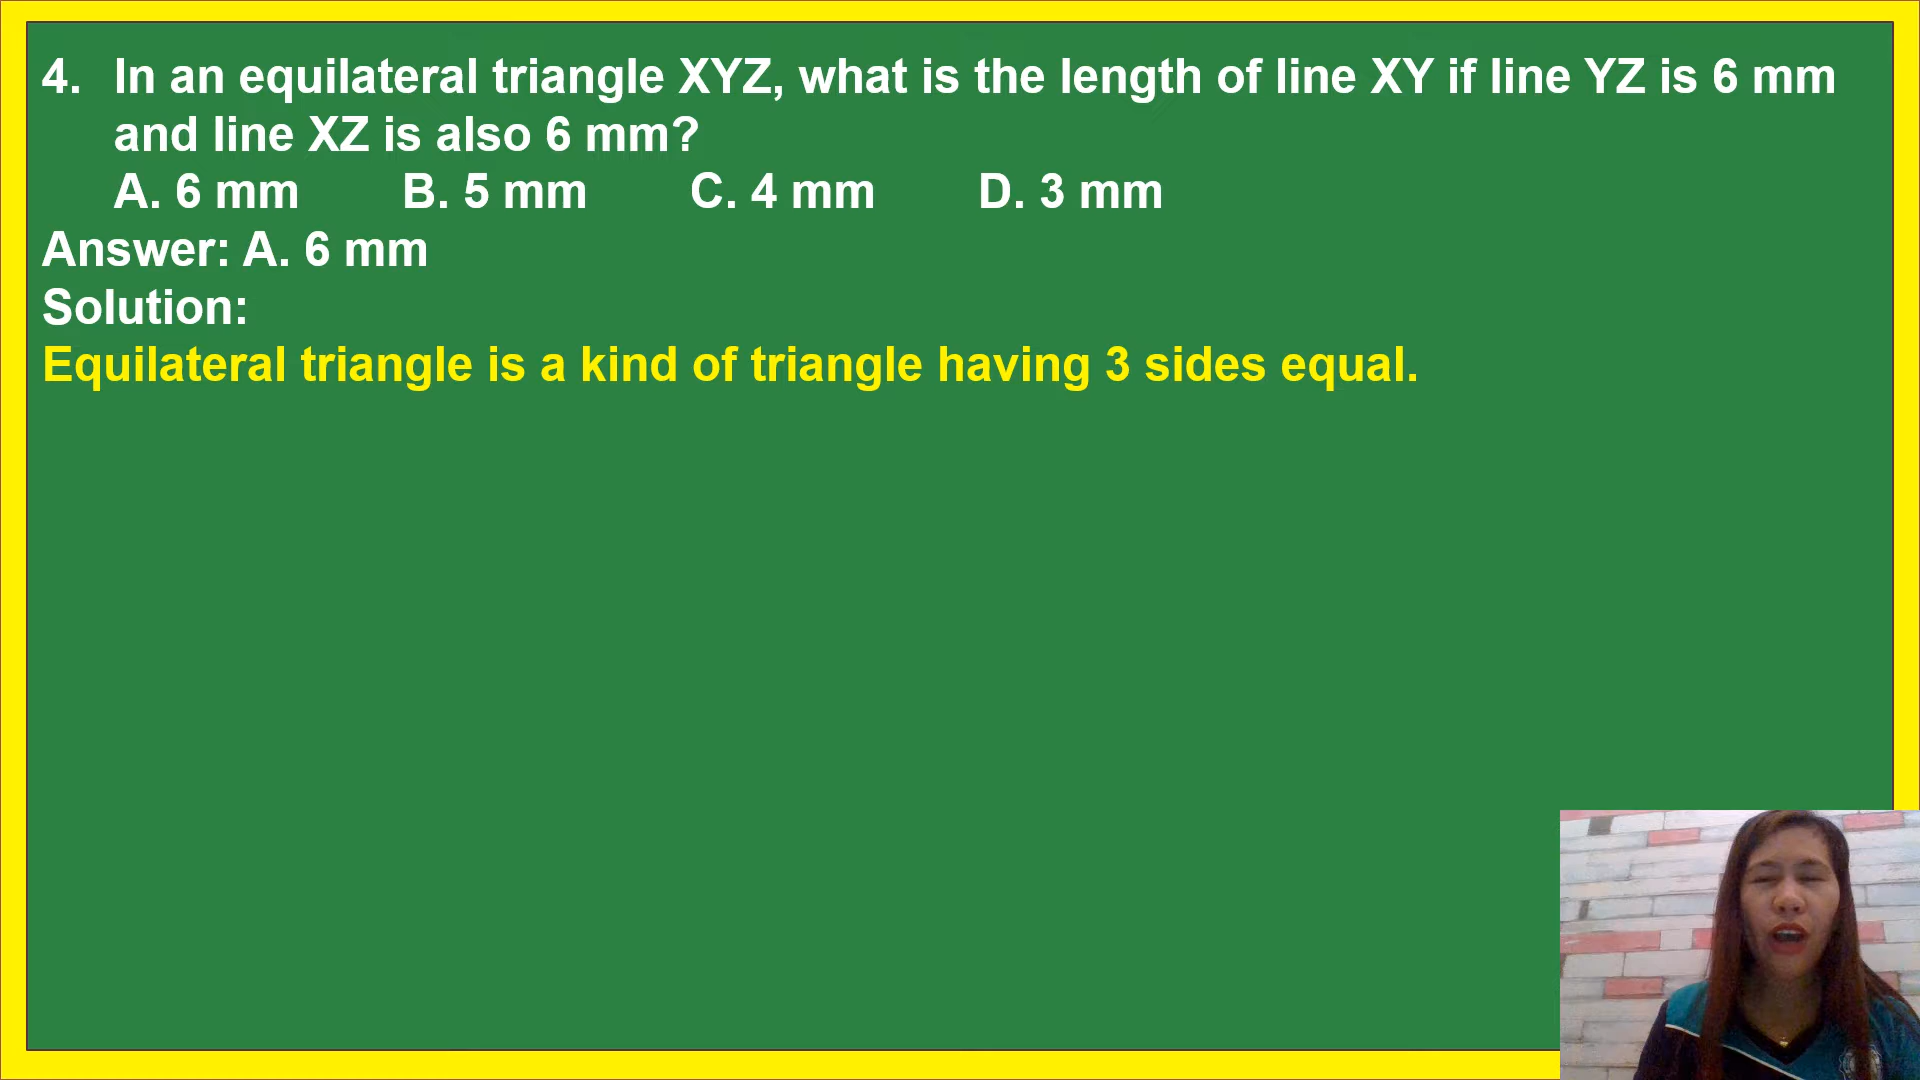 4. In an equilateral triangle XYZ, what is the length of line XY if line YZ is 6 mm
and line XZ is also 6 mm?
A. 6 mm B. 5 mm C. 4 mm D. 3 mm
Answer: A. 6 mm
Solution:
Equilateral triangle is a kind of triangle having 3 sides equal.